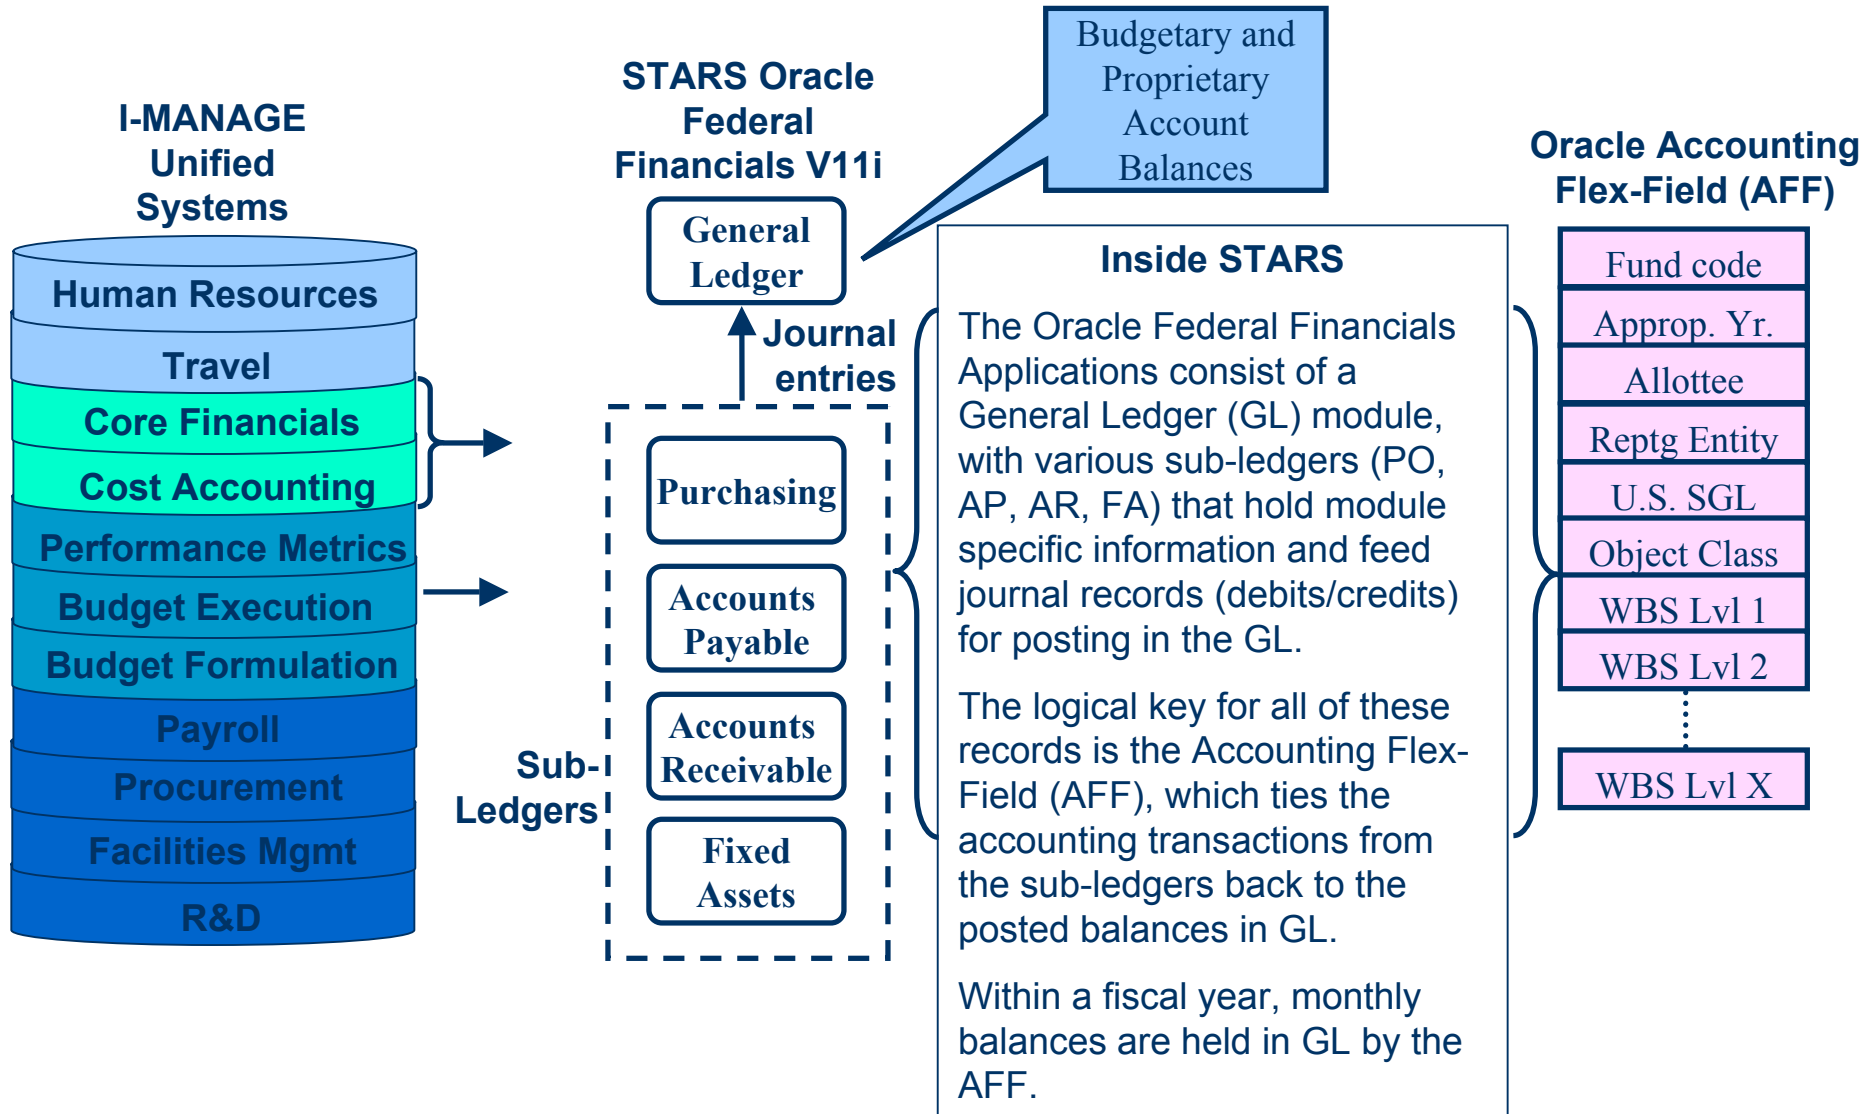 I-MANAGE
Unified
Systems
Human Resources
Travel
Core Financials
Cost Accounting
Performance Metrics
Budget Execution
Budget Formulation
Payroll
Procurement
Facilities Mgmt
R&D
STARS Oracle
Federal
Financials V11i
General
Ledger
Journal
entries
Purchasing
Accounts
Payable
Accounts
Receivable
Fixed
Assets
Sub-
Ledgers
Budgetary and
Proprietary
Account
Balances
Inside STARS
The Oracle Federal Financials
Applications consist of a
General Ledger (GL) module,
with various sub-ledgers (PO,
AP, AR, FA) that hold module
specific information and feed
journal records (debits/credits)
for posting in the GL.
The logical key for all of these
records is the Accounting Flex-
Field (AFF), which ties the
accounting transactions from
the sub-ledgers back to the
posted balances in GL.
Within a fiscal year, monthly
balances are held in GL by the
AFF.
Oracle Accounting
Flex-Field (AFF)
Fund code
Approp. Yr.
Allottee
Reptg Entity
U.S. SGL
Object Class
WBS Lvl 1
WBS Lvl 2
WBS Lvl X